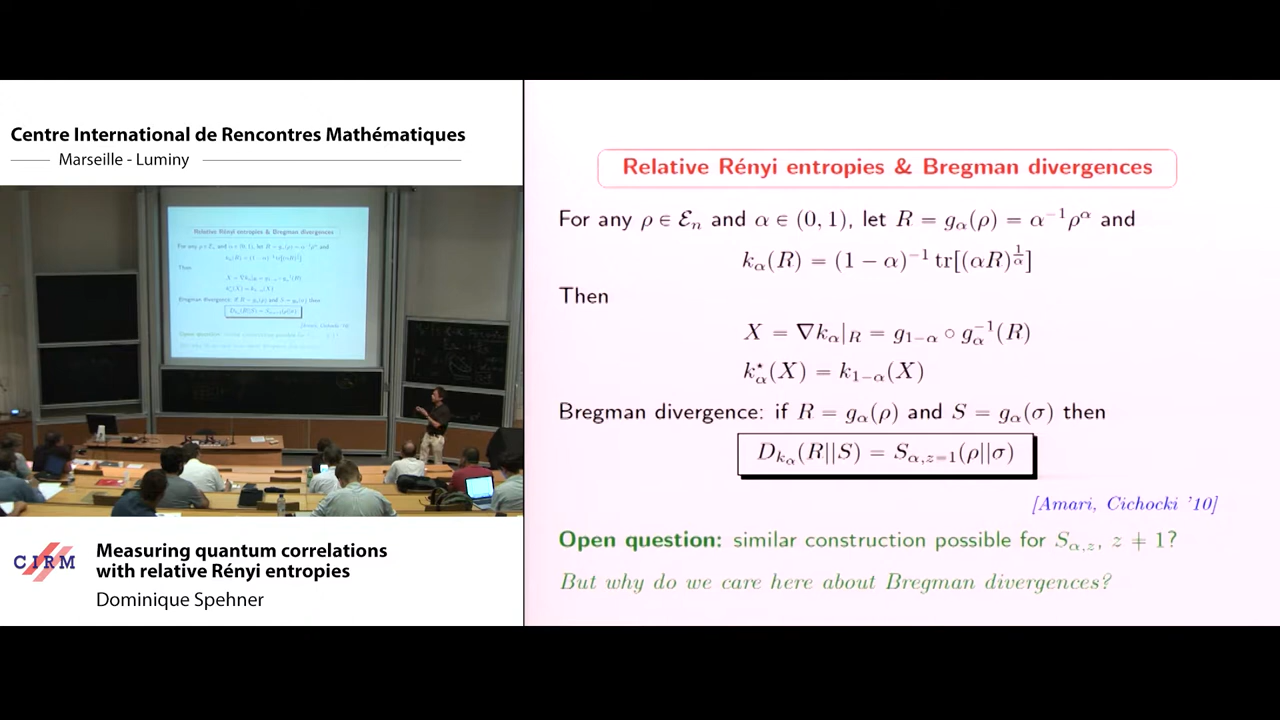 Centre International de Rencontres Mathématiques
Marseille - Luminy
Relative Rényi entropies & Bregman divergences
For any ρ ∈ ℰₙ and α ∈ (0, 1), let R = g_α(ρ) = α⁻¹ρ^α and
k_α(R) = (1 − α)⁻¹ tr[(αR)^{1/α}]
Then
X = ∇k_α|_R = g_{1−α} ∘ g_α⁻¹(R)
k_α^⋆(X) = k_{1−α}(X)
Bregman divergence: if R = g_α(ρ) and S = g_α(σ) then
D_{k_α}(R||S) = S_{α,z=1}(ρ||σ)
[Amari, Cichocki '10]
Open question: similar construction possible for S_{α,z}, z ≠ 1?
But why do we care here about Bregman divergences?
CIRM
Measuring quantum correlations
with relative Rényi entropies
Dominique Spehner